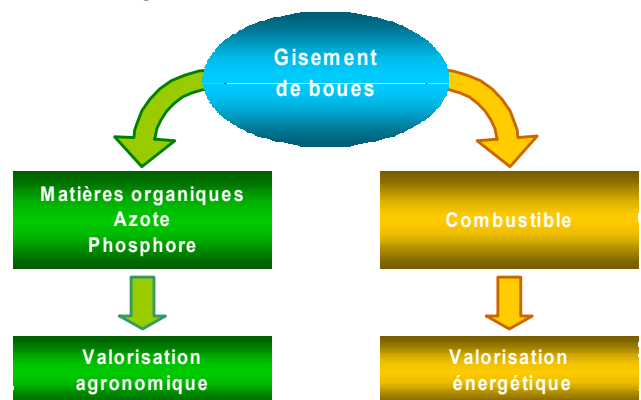 Gisement
de boues
Matières organiques
Azote
Phosphore
Combustible
Valorisation
agronomique
Valorisation
énergétique